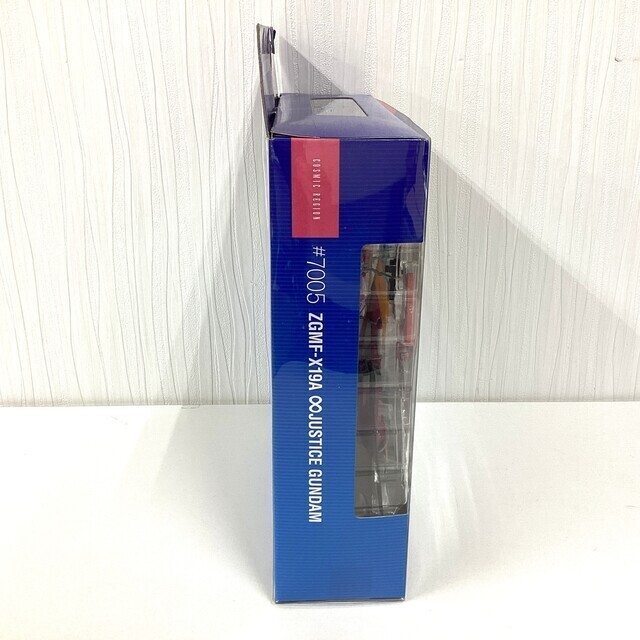 COSMIC REGION
#7005 ZGMF-X19A ∞JUSTICE GUNDAM